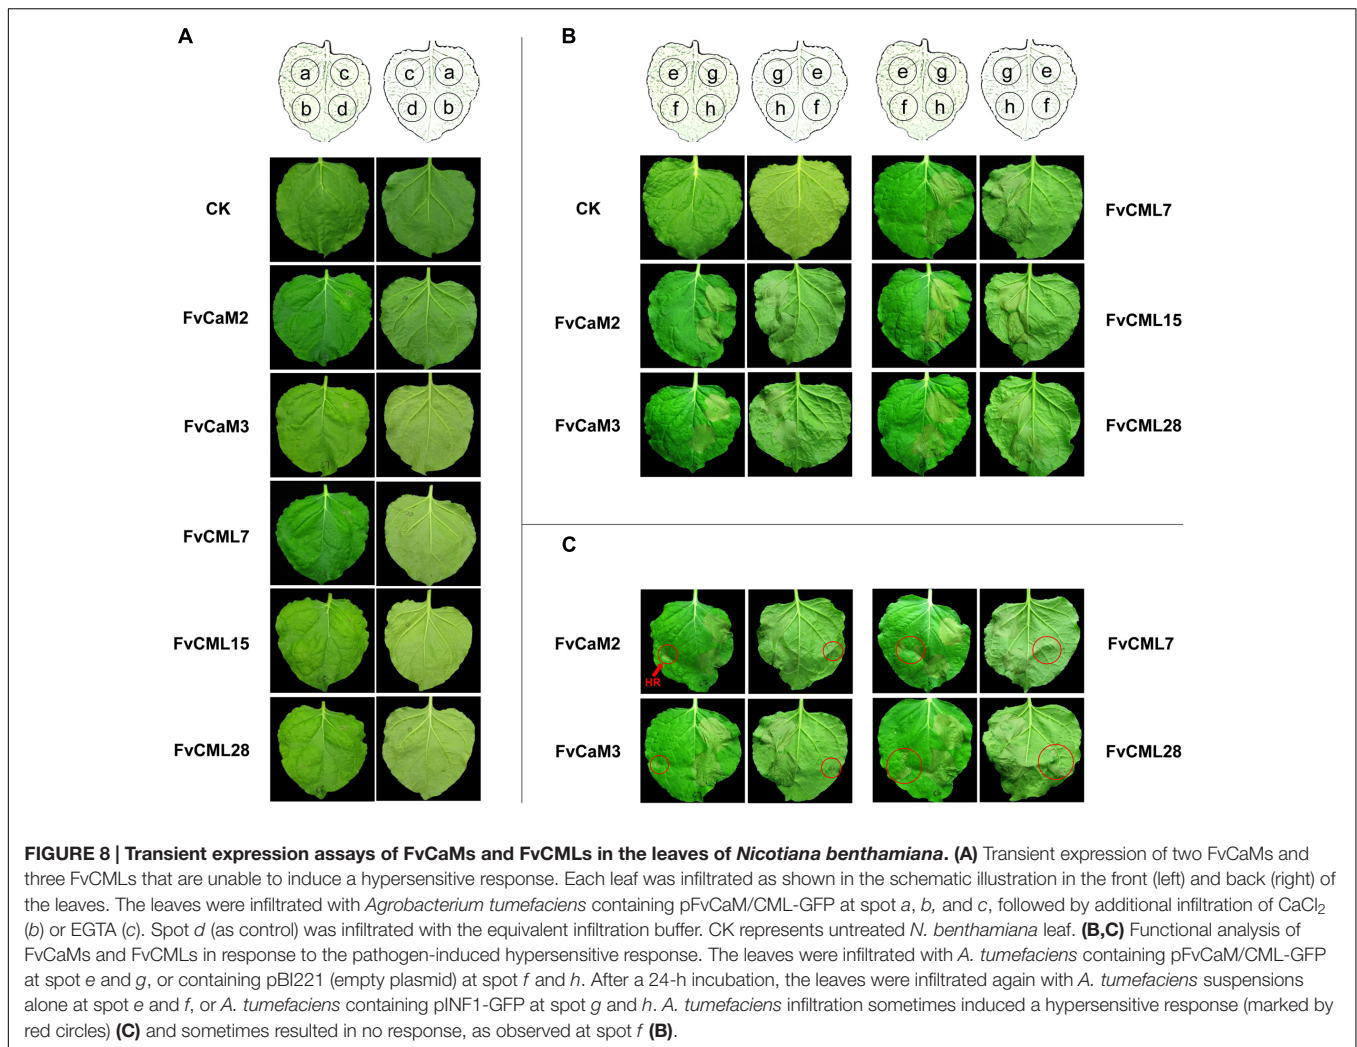 A
B
a c c a
b d d b
e g g e e g g e
f h h f f h h f
CK
FvCaM2
FvCaM3
FvCML7
FvCML15
FvCML28
CK FvCML7
FvCaM2 FvCML15
FvCaM3 FvCML28
C
FvCaM2 FvCML7
HR
FvCaM3 FvCML28
FIGURE 8 | Transient expression assays of FvCaMs and FvCMLs in the leaves of Nicotiana benthamiana. (A) Transient expression of two FvCaMs and
three FvCMLs that are unable to induce a hypersensitive response. Each leaf was infiltrated as shown in the schematic illustration in the front (left) and back (right) of
the leaves. The leaves were infiltrated with Agrobacterium tumefaciens containing pFvCaM/CML-GFP at spot a, b, and c, followed by additional infiltration of CaCl₂
(b) or EGTA (c). Spot d (as control) was infiltrated with the equivalent infiltration buffer. CK represents untreated N. benthamiana leaf. (B,C) Functional analysis of
FvCaMs and FvCMLs in response to the pathogen-induced hypersensitive response. The leaves were infiltrated with A. tumefaciens containing pFvCaM/CML-GFP
at spot e and g, or containing pBI221 (empty plasmid) at spot f and h. After a 24-h incubation, the leaves were infiltrated again with A. tumefaciens suspensions
alone at spot e and f, or A. tumefaciens containing pINF1-GFP at spot g and h. A. tumefaciens infiltration sometimes induced a hypersensitive response (marked by
red circles) (C) and sometimes resulted in no response, as observed at spot f (B).